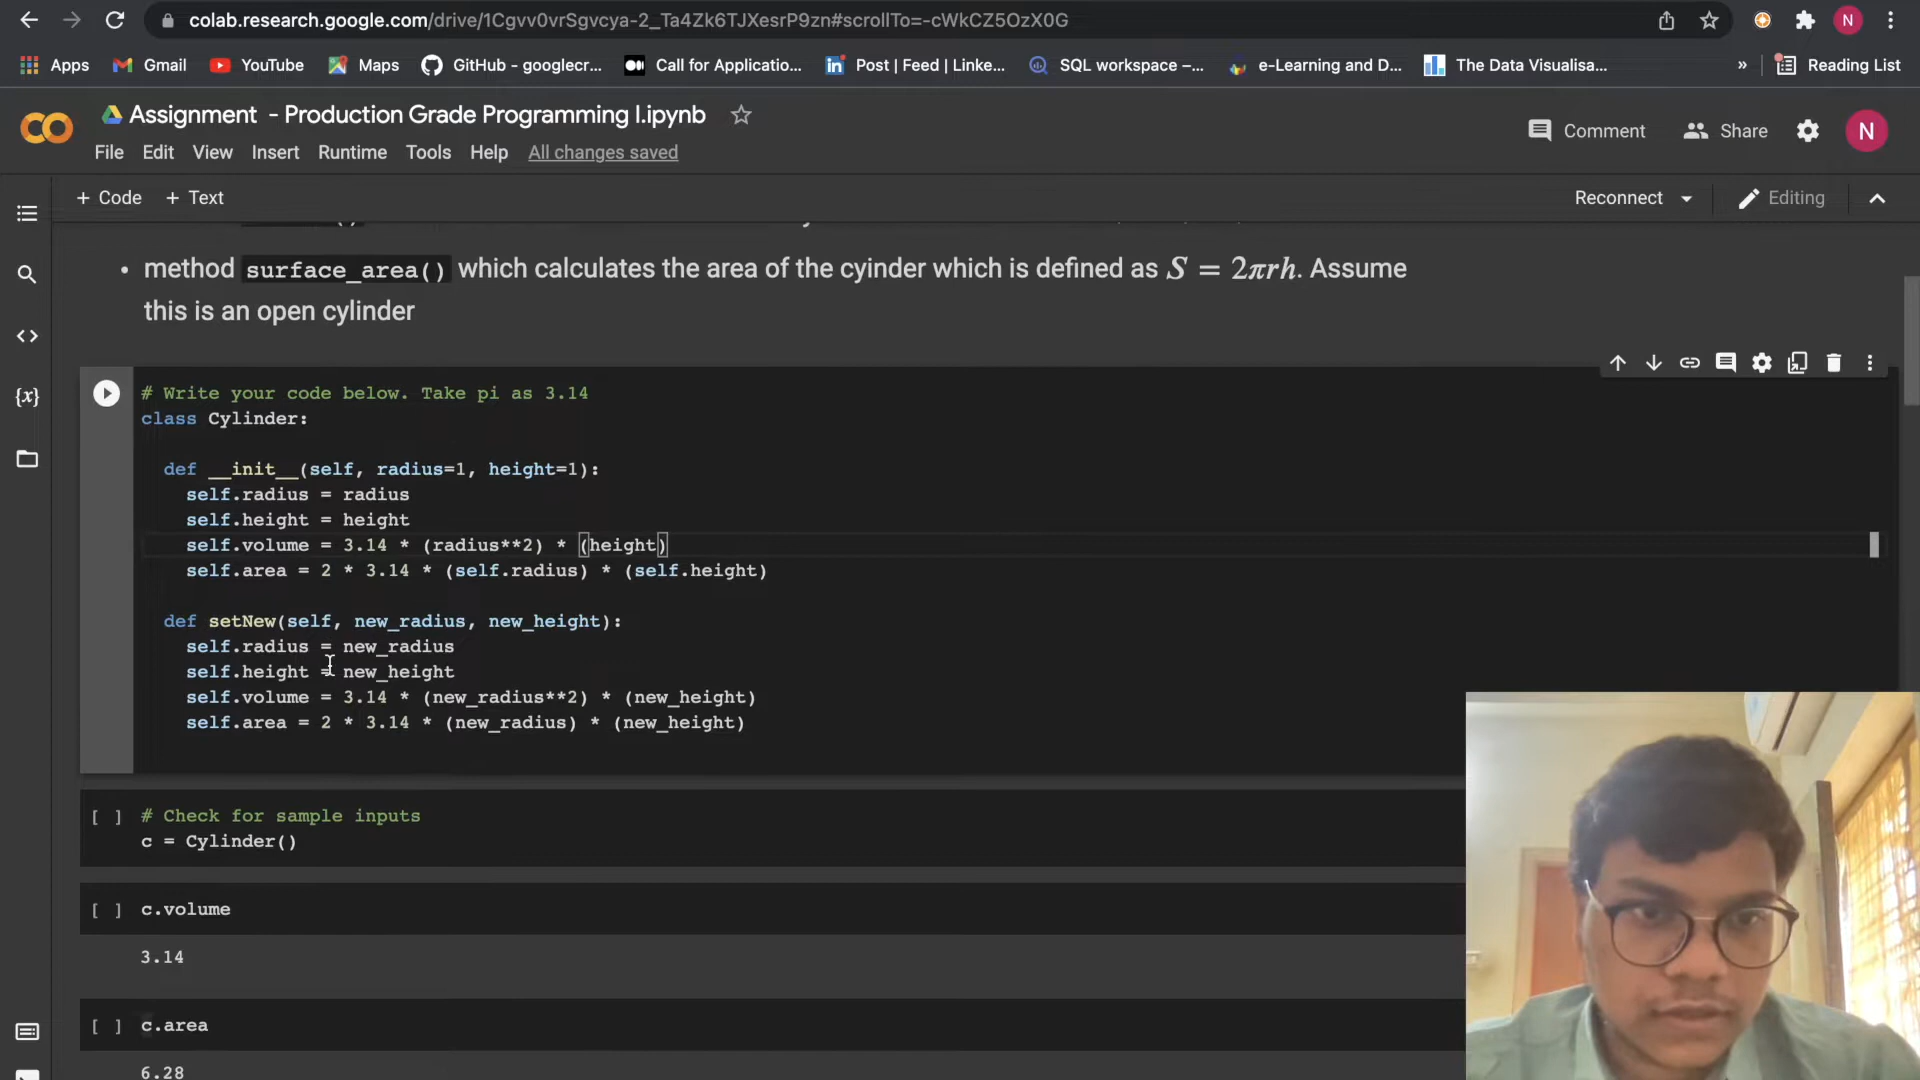 colab.research.google.com/drive/1Cgvv0vrSgvcya-2_Ta4Zk6TJXesrP9zn#scrollTo=-cWkCZ5OzX0G
N
Apps Gmail YouTube Maps GitHub - googlecr... Call for Applicatio... Post | Feed | Linke... SQL workspace –... e-Learning and D... The Data Visualisa... » Reading List
Assignment - Production Grade Programming I.ipynb
Comment Share N
File Edit View Insert Runtime Tools Help All changes saved
+ Code + Text Reconnect Editing
• method surface_area() which calculates the area of the cyinder which is defined as S = 2πrh. Assume
this is an open cylinder
# Write your code below. Take pi as 3.14
class Cylinder:
def __init__(self, radius=1, height=1):
self.radius = radius
self.height = height
self.volume = 3.14 * (radius**2) * (height)
self.area = 2 * 3.14 * (self.radius) * (self.height)
def setNew(self, new_radius, new_height):
self.radius = new_radius
self.height = new_height
self.volume = 3.14 * (new_radius**2) * (new_height)
self.area = 2 * 3.14 * (new_radius) * (new_height)
[ ] # Check for sample inputs
c = Cylinder()
[ ] c.volume
3.14
[ ] c.area
6.28